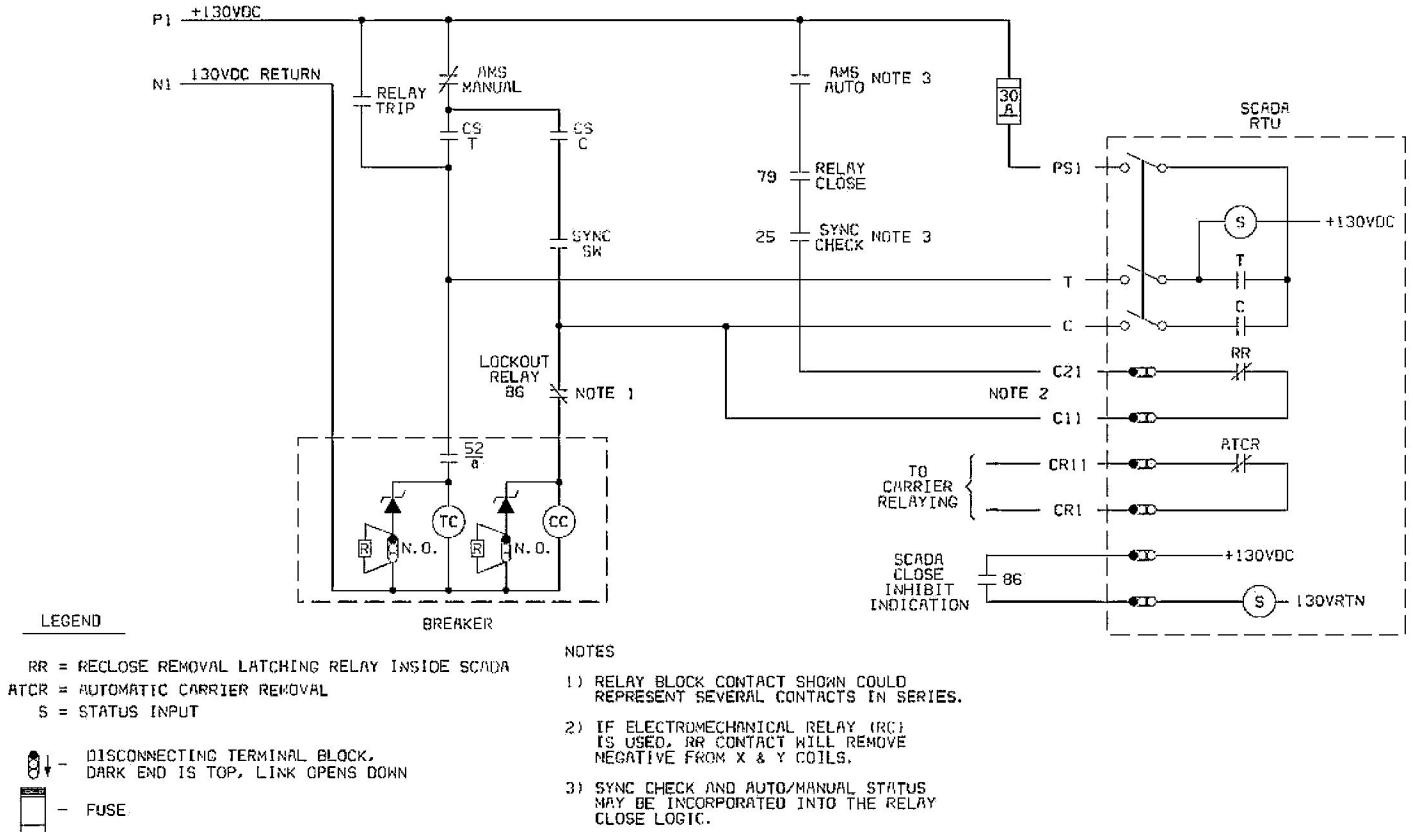 P1 +130VDC
N1 130VDC RETURN
RELAY
TRIP
AMS
MANUAL
CS
T
CS
C
SYNC
SW
LOCKOUT
RELAY
86
NOTE 1
AMS
AUTO
NOTE 3
79
RELAY
CLOSE
25
SYNC
CHECK
NOTE 3
30
A
SCADA
RTU
PS1
S
+130VDC
T
T
C
C
C21
RR
NOTE 2
C11
ATCR
TO
CARRIER
RELAYING
CR11
CR1
SCADA
CLOSE
INHIBIT
INDICATION
86
+130VDC
S
130VRTN
52
a
TC
CC
R
N.O.
R
N.O.
BREAKER
LEGEND
RR = RECLOSE REMOVAL LATCHING RELAY INSIDE SCADA
ATCR = AUTOMATIC CARRIER REMOVAL
S = STATUS INPUT
- DISCONNECTING TERMINAL BLOCK.
DARK END IS TOP, LINK OPENS DOWN
- FUSE
NOTES
1) RELAY BLOCK CONTACT SHOWN COULD
REPRESENT SEVERAL CONTACTS IN SERIES.
2) IF ELECTROMECHANICAL RELAY (RC)
IS USED, RR CONTACT WILL REMOVE
NEGATIVE FROM X & Y COILS.
3) SYNC CHECK AND AUTO/MANUAL STATUS
MAY BE INCORPORATED INTO THE RELAY
CLOSE LOGIC.